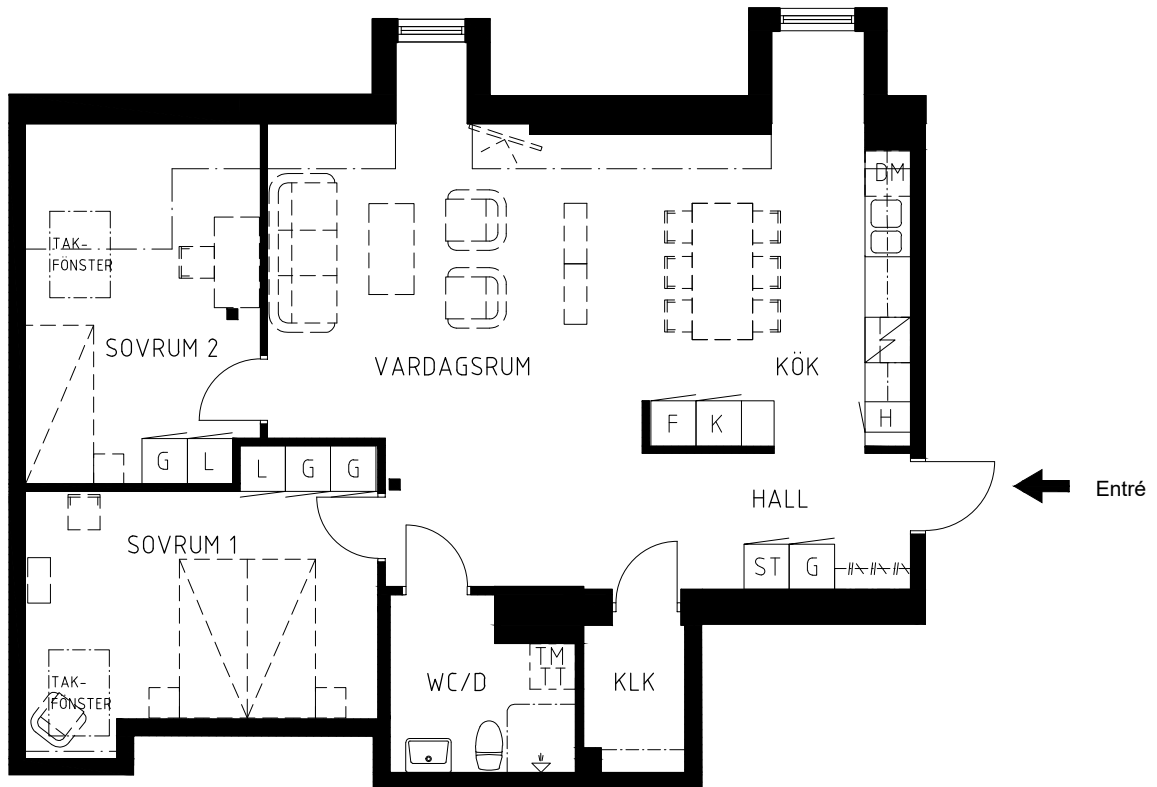 DM
TAK-
FÖNSTER
SOVRUM 2
VARDAGSRUM
KÖK
F K
H
G L
L G G
HALL
Entré
SOVRUM 1
ST G
TM
TT
WC/D
KLK
TAK-
FÖNSTER